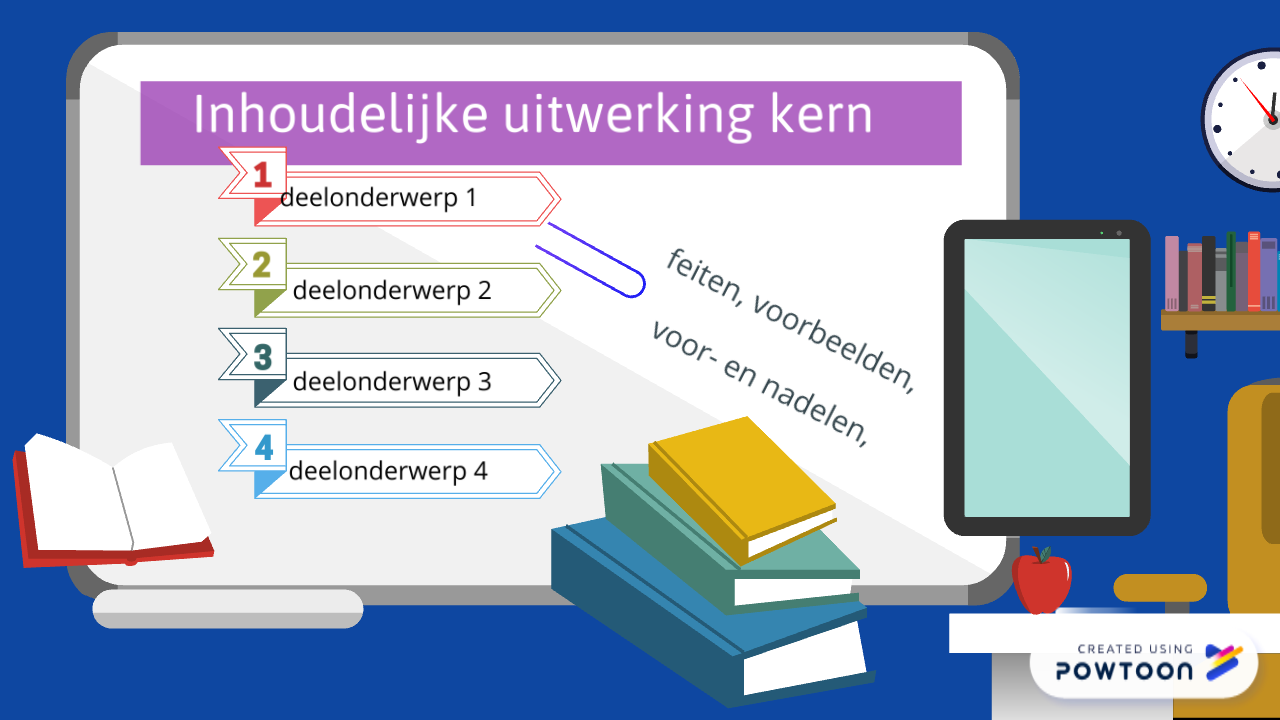 Inhoudelijke uitwerking kern
1
deelonderwerp 1
2
deelonderwerp 2
3
deelonderwerp 3
4
deelonderwerp 4
feiten, voorbeelden,
voor- en nadelen,
CREATED USING
POWTOON